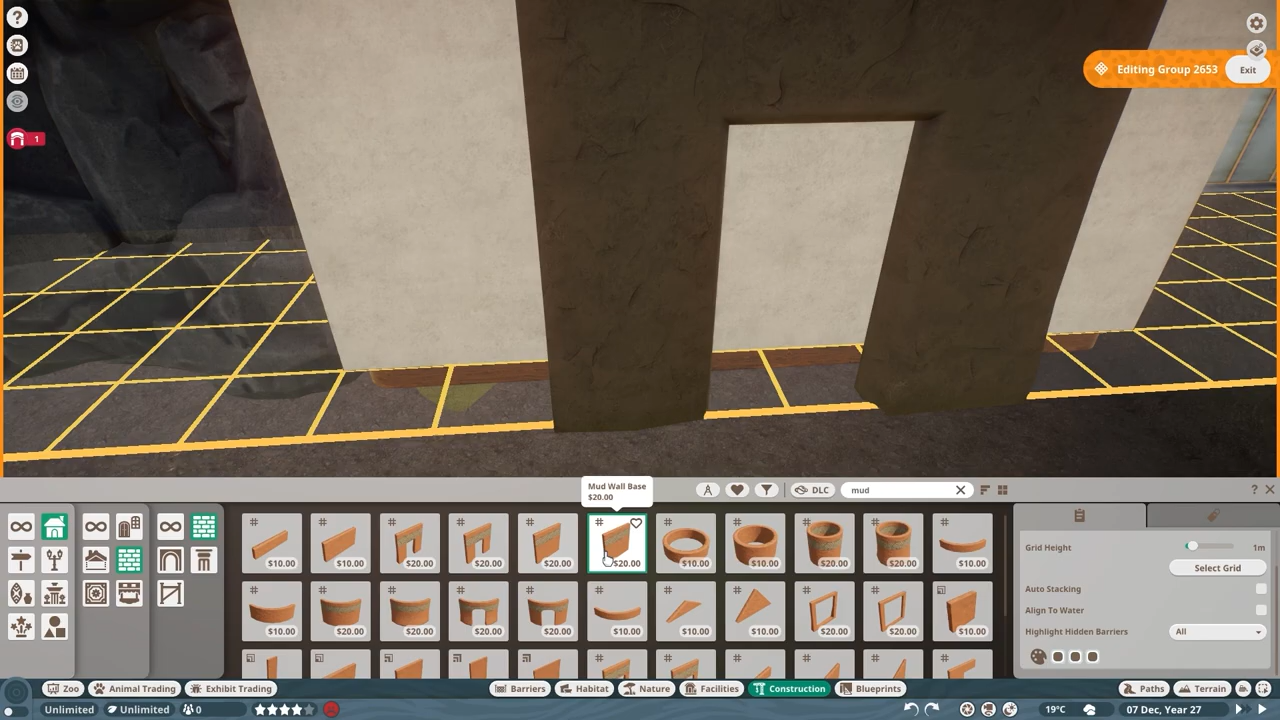 ?
Editing Group 2653
Exit
1
Mud Wall Base
$20.00
DLC
mud
?
$10.00 $10.00 $20.00 $20.00 $20.00 $20.00 $10.00 $10.00 $20.00 $20.00 $10.00
$10.00 $20.00 $20.00 $20.00 $20.00 $10.00 $10.00 $10.00 $20.00 $20.00 $10.00
Grid Height 1m
Select Grid
Auto Stacking
Align To Water
Highlight Hidden Barriers All
Zoo Animal Trading Exhibit Trading Barriers Habitat Nature Facilities Construction Blueprints Paths Terrain
Unlimited Unlimited 0 19°C 07 Dec, Year 27